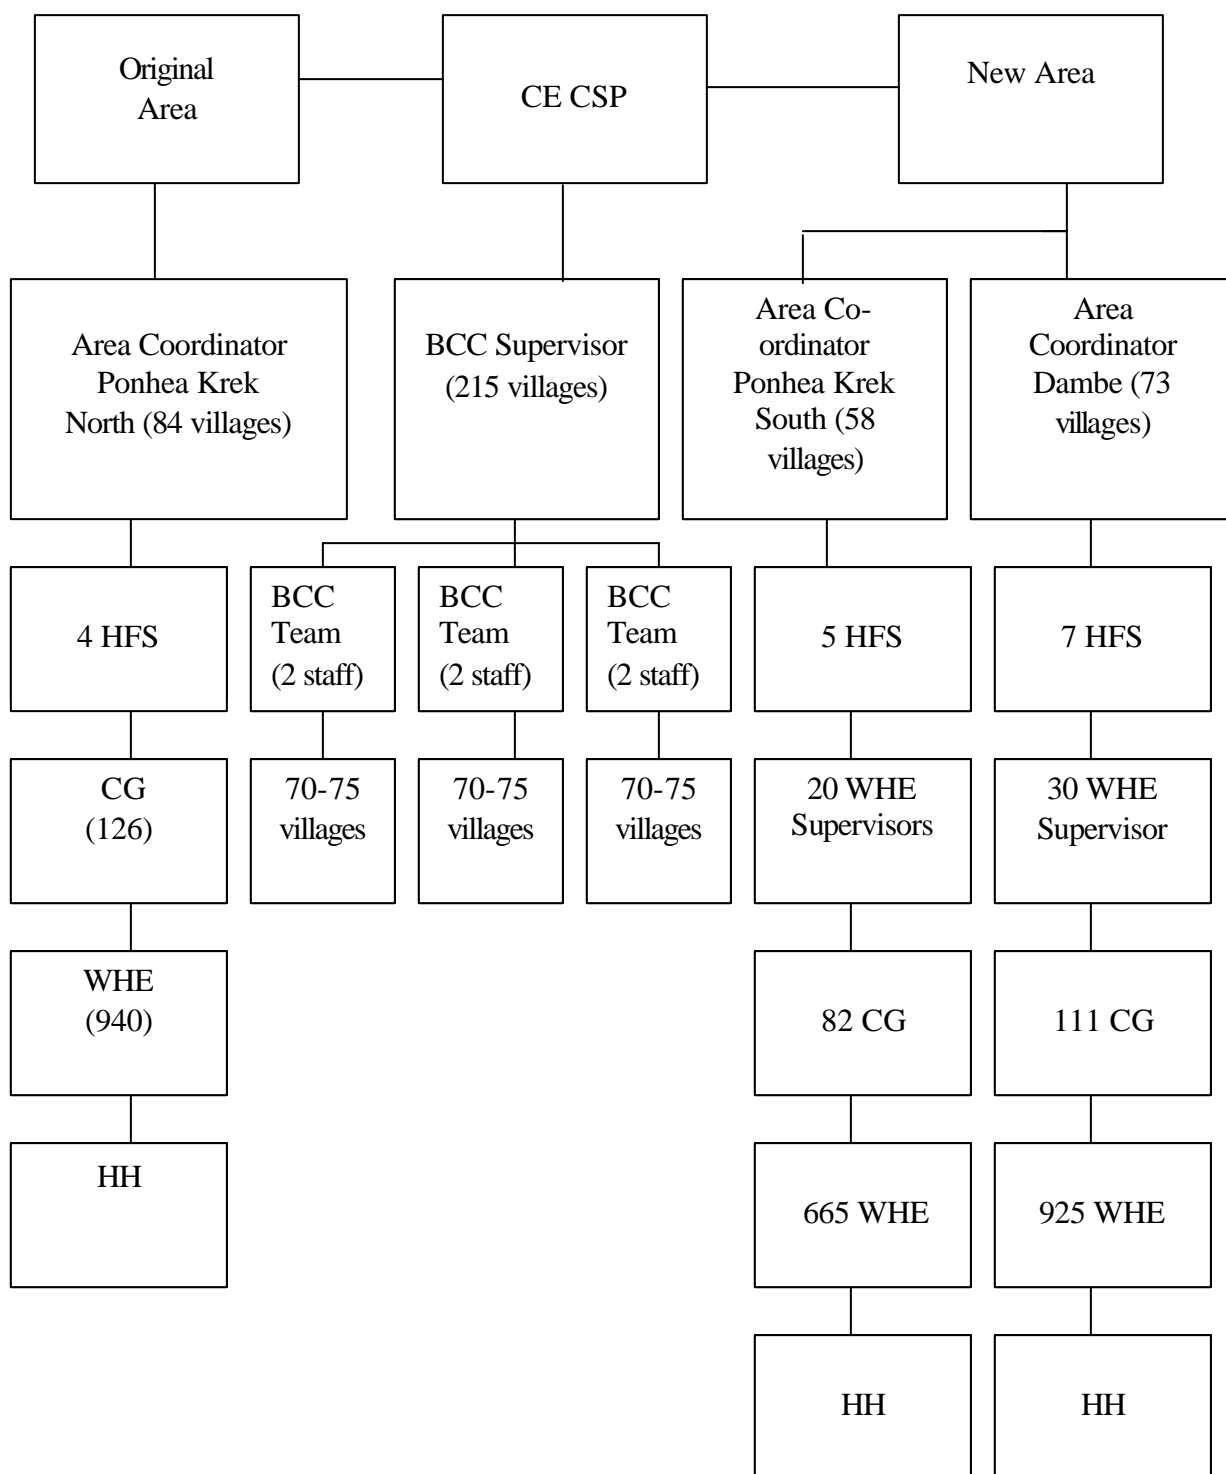 Original
Area
CE CSP
New Area
Area Coordinator
Ponhea Krek
North (84 villages)
BCC Supervisor
(215 villages)
Area Co-
ordinator
Ponhea Krek
South (58
villages)
Area
Coordinator
Dambe (73
villages)
4 HFS
BCC
Team
(2 staff)
BCC
Team
(2 staff)
BCC
Team
(2 staff)
5 HFS
7 HFS
CG
(126)
70-75
villages
70-75
villages
70-75
villages
20 WHE
Supervisors
30 WHE
Supervisor
WHE
(940)
82 CG
111 CG
HH
665 WHE
925 WHE
HH
HH